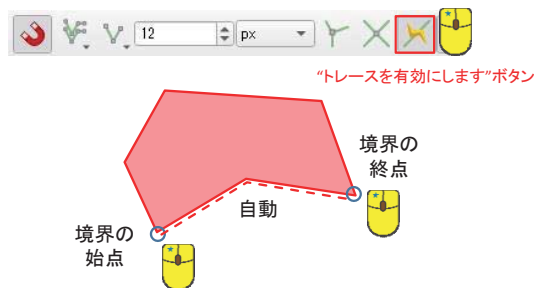 12
px
“トレースを有効にします”ボタン
境界の
終点
自動
境界の
始点